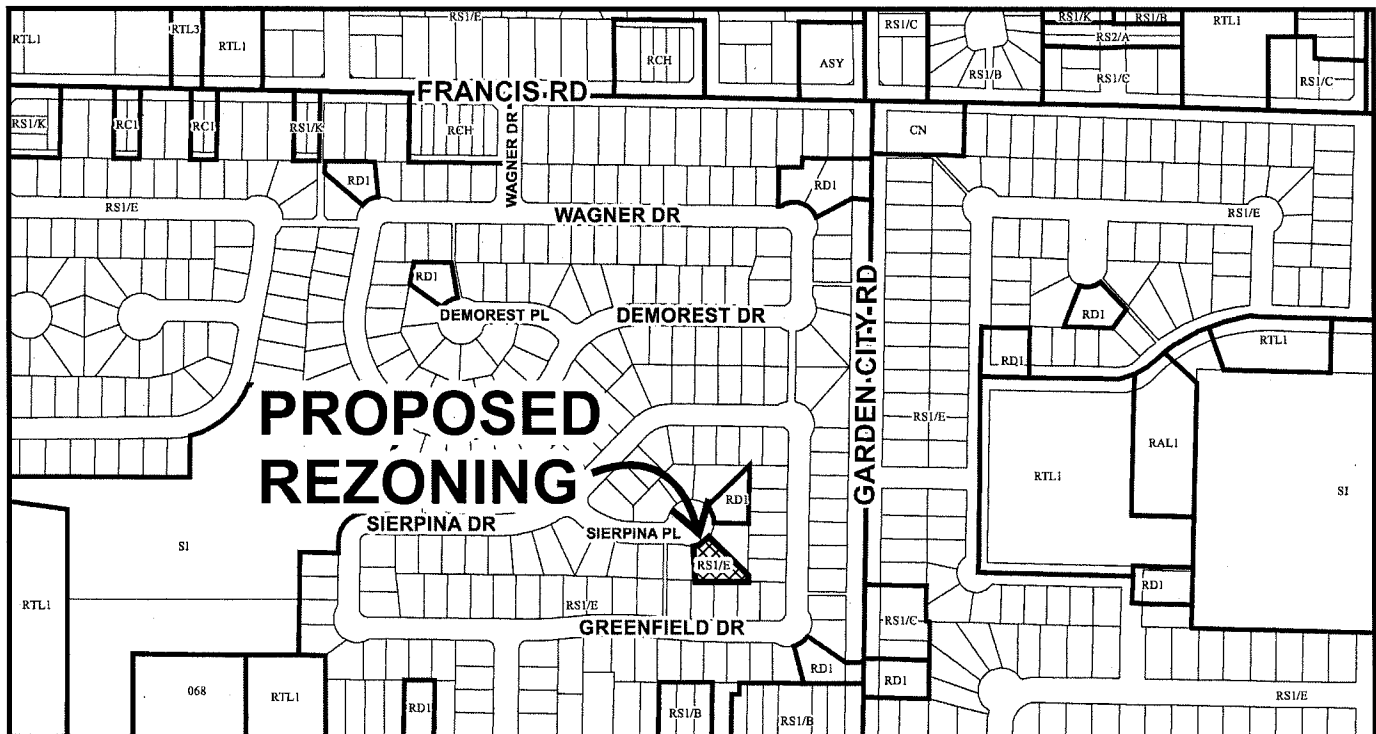 RS1/E
RS1/C
RS1/K
RS1/B
RTL1
RTL3
RTL1
RTL1
RCH
ASY
RS2/A
RS1/B
RS1/C
RS1/C
FRANCIS RD
RS1/K
RC1
RC1
RS1/K
RCH
WAGNER DR
CN
RD1
RD1
RS1/E
WAGNER DR
RS1/E
RD1
GARDEN CITY RD
DEMOREST PL
DEMOREST DR
RD1
RTL1
RD1
PROPOSED
REZONING
RS1/E
RAL1
RTL1
S1
RD1
SIERPINA DR
SIERPINA PL
S1
RS1/E
RD1
RTL1
RS1/E
RS1/C
GREENFIELD DR
RD1
RD1
068
RTL1
RD1
RS1/B
RS1/B
RS1/E